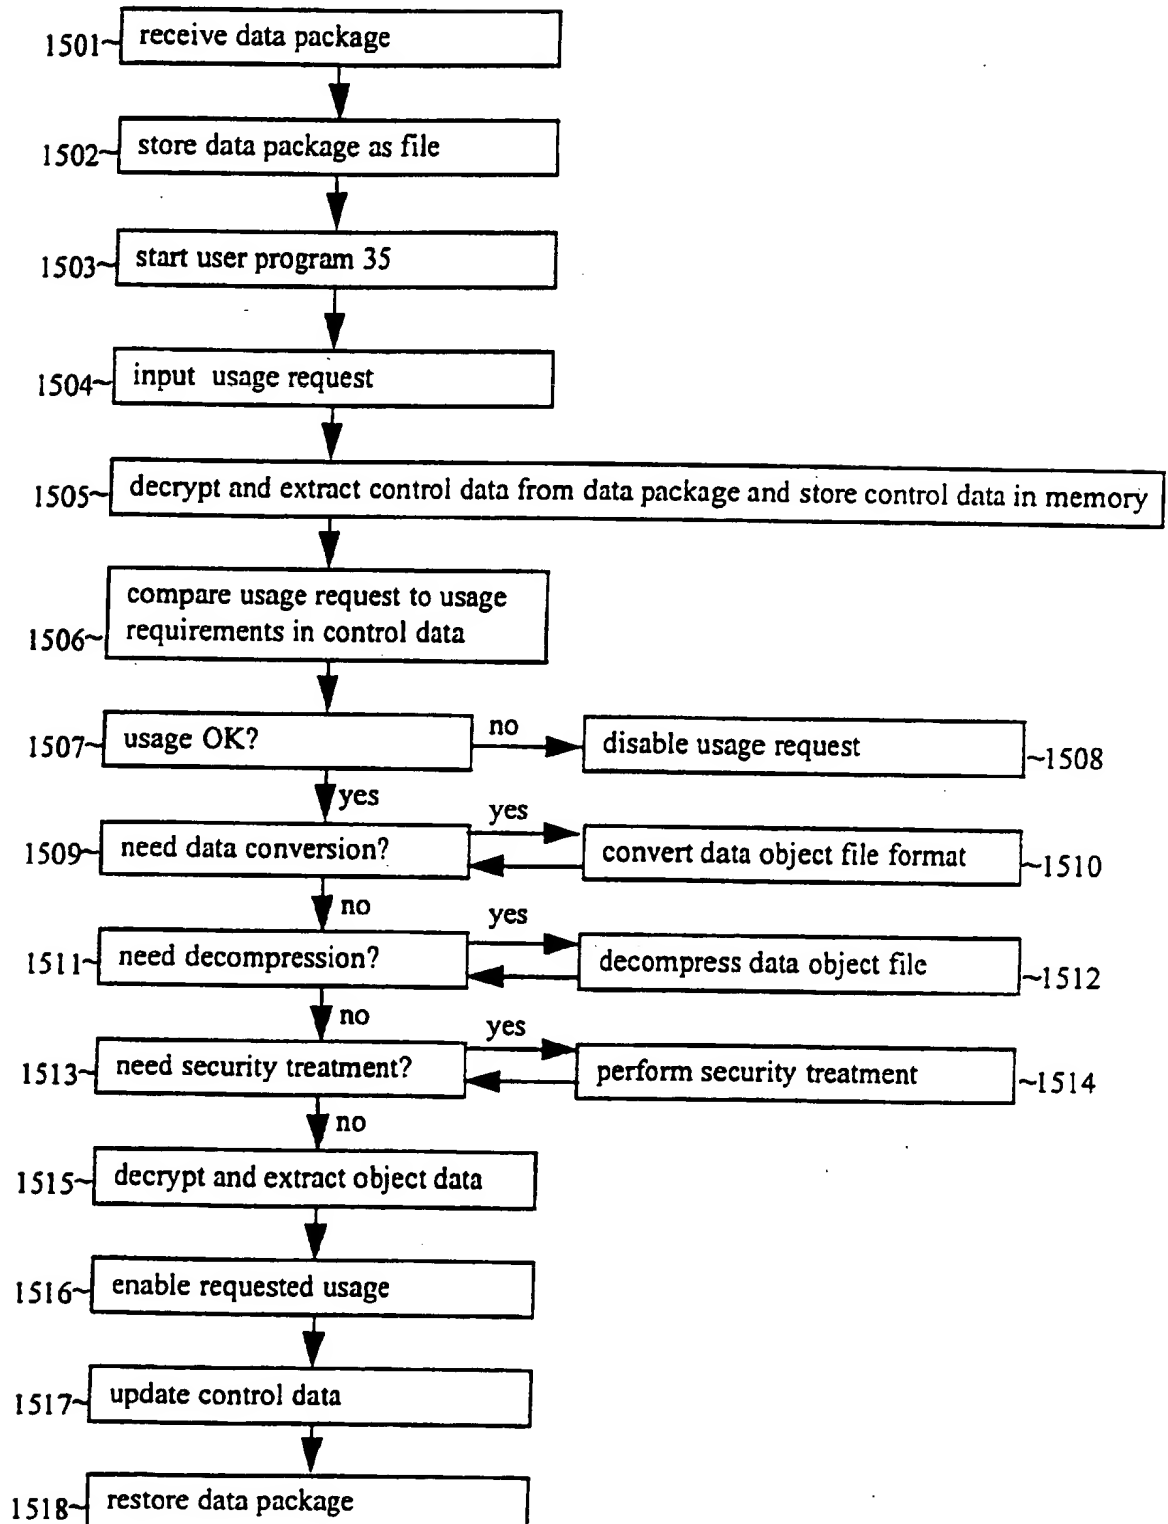 1501~ receive data package
1502~ store data package as file
1503~ start user program 35
1504~ input usage request
1505~ decrypt and extract control data from data package and store control data in memory
compare usage request to usage
1506~ requirements in control data
1507~ usage OK? no disable usage request ~1508
yes
yes
1509~ need data conversion? convert data object file format ~1510
no
yes
1511~ need decompression? decompress data object file ~1512
no
yes
1513~ need security treatment? perform security treatment ~1514
no
1515~ decrypt and extract object data
1516~ enable requested usage
1517~ update control data
1518~ restore data package